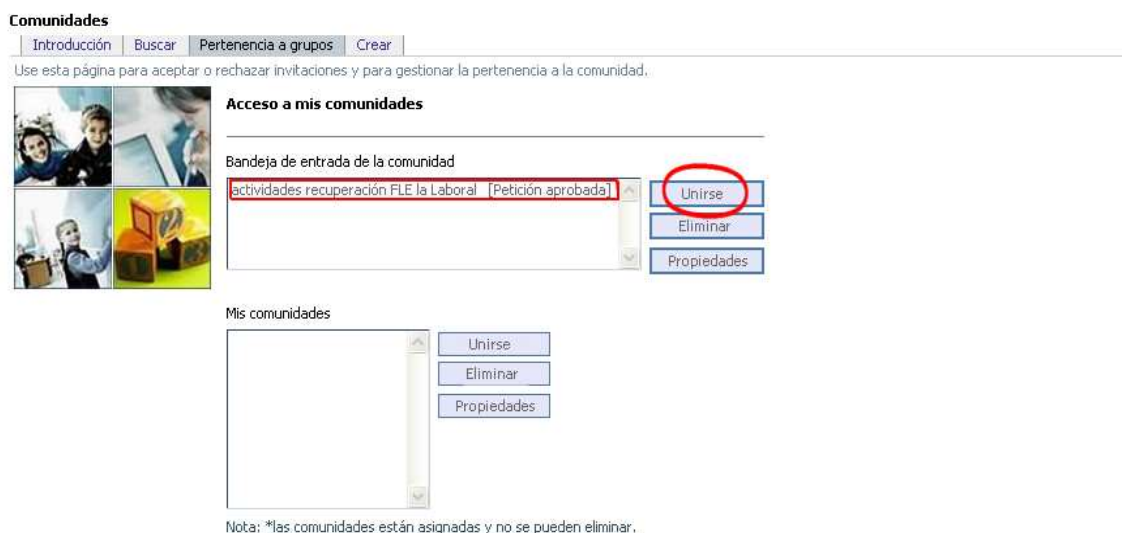 Comunidades
Introducción Buscar Pertenencia a grupos Crear
Use esta página para aceptar o rechazar invitaciones y para gestionar la pertenencia a la comunidad.
Acceso a mis comunidades
Bandeja de entrada de la comunidad
actividades recuperación FLE la Laboral [Petición aprobada]
Unirse
Eliminar
Propiedades
Mis comunidades
Unirse
Eliminar
Propiedades
Nota: *las comunidades están asignadas y no se pueden eliminar.